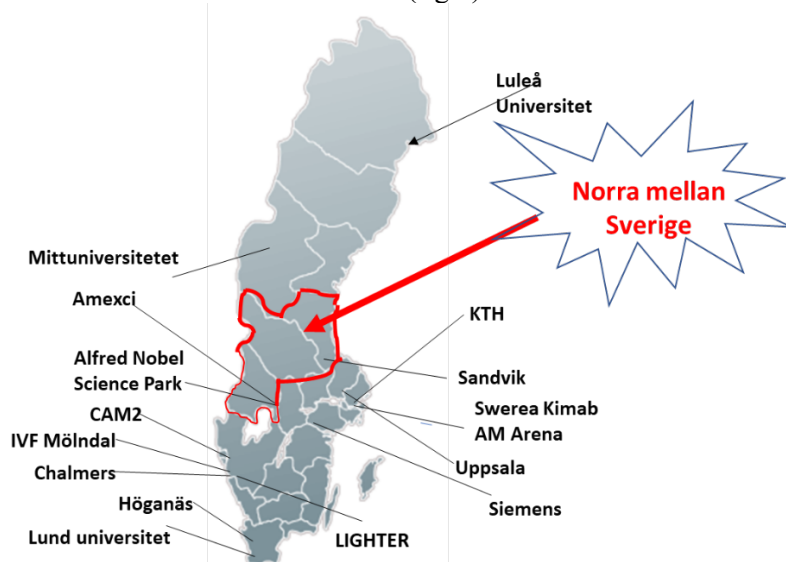 Luleå
Universitet
Norra mellan
Sverige
Mittuniversitetet
Amexci
KTH
Alfred Nobel
Science Park
Sandvik
CAM2
Swerea Kimab
AM Arena
IVF Mölndal
Uppsala
Chalmers
Siemens
Höganäs
Lund universitet
LIGHTER